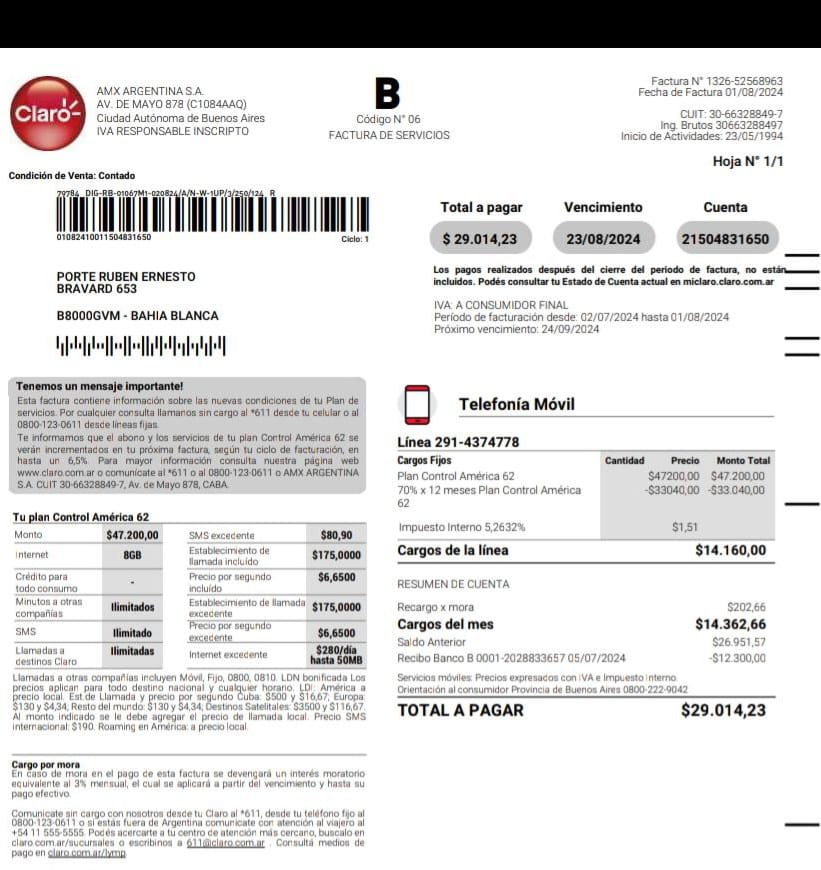 Claro
AMX ARGENTINA S.A.
AV. DE MAYO 878 (C1084AAQ)
Ciudad Autónoma de Buenos Aires
IVA RESPONSABLE INSCRIPTO
B
Código N° 06
FACTURA DE SERVICIOS
Factura N° 1326-52568963
Fecha de Factura 01/08/2024
CUIT: 30-66328849-7
Ing. Brutos 30663288497
Inicio de Actividades: 23/05/1994
Hoja N° 1/1
Condición de Venta: Contado
79784 DIG-RB-01067M1-020824/A/N-W-1UP/3/250/124 R
01082410011504831650
Ciclo: 1
PORTE RUBEN ERNESTO
BRAVARD 653
B8000GVM - BAHIA BLANCA
Total a pagar Vencimiento Cuenta
$ 29.014,23 23/08/2024 21504831650
Los pagos realizados después del cierre del período de factura, no están
incluidos. Podés consultar tu Estado de Cuenta actual en miclaro.claro.com.ar
IVA: A CONSUMIDOR FINAL
Período de facturación desde: 02/07/2024 hasta 01/08/2024
Próximo vencimiento: 24/09/2024
Tenemos un mensaje importante!
Esta factura contiene información sobre las nuevas condiciones de tu Plan de
servicios. Por cualquier consulta llamanos sin cargo al *611 desde tu celular o al
0800-123-0611 desde líneas fijas.
Te informamos que el abono y los servicios de tu plan Control América 62 se
verán incrementados en tu próxima factura, según tu ciclo de facturación, en
hasta un 6,5%. Para mayor información consulta nuestra página web
www.claro.com.ar o comunícate al *611 o al 0800-123-0611 o AMX ARGENTINA
S.A. CUIT 30-66328849-7, Av. de Mayo 878, CABA.
Tu plan Control América 62
Monto $47.200,00 SMS excedente $80,90
Internet 8GB Establecimiento de
llamada incluído $175,0000
Crédito para
todo consumo - Precio por segundo
incluído $6,6500
Minutos a otras
compañías Ilimitados Establecimiento de llamada
excedente $175,0000
SMS Ilimitado Precio por segundo
excedente $6,6500
Llamadas a
destinos Claro Ilimitadas Internet excedente $280/día
hasta 50MB
Llamadas a otras compañías incluyen Móvil, Fijo, 0800, 0810. LDN bonificada Los
precios aplican para todo destino nacional y cualquier horario. LDI: América a
precio local. Est.de Llamada y precio por segundo Cuba: $500 y $16,67; Europa:
$130 y $4,34; Resto del mundo: $130 y $4,34; Destinos Satelitales: $3500 y $116,67.
Al monto indicado se le debe agregar el precio de llamada local. Precio SMS
internacional: $190. Roaming en América: a precio local.
Cargo por mora
En caso de mora en el pago de esta factura se devengará un interés moratorio
equivalente al 3% mensual, el cual se aplicará a partir del vencimiento y hasta su
pago efectivo.
Comunicate sin cargo con nosotros desde tu Claro al *611, desde tu teléfono fijo al
0800-123-0611 o si estás fuera de Argentina comunicate con atención al viajero al
+54 11 555-5555. Podés acercarte a tu centro de atención más cercano, buscalo en
claro.com.ar/sucursales o escribinos a 611@claro.com.ar . Consultá medios de
pago en claro.com.ar/lymp
Telefonía Móvil
Línea 291-4374778
Cargos Fijos Cantidad Precio Monto Total
Plan Control América 62 $47200,00 $47.200,00
70% x 12 meses Plan Control América -$33040,00 -$33.040,00
62
Impuesto Interno 5,2632% $1,51
Cargos de la línea $14.160,00
RESUMEN DE CUENTA
Recargo x mora $202,66
Cargos del mes $14.362,66
Saldo Anterior $26.951,57
Recibo Banco B 0001-2028833657 05/07/2024 -$12.300,00
Servicios móviles: Precios expresados con IVA e Impuesto Interno.
Orientación al consumidor Provincia de Buenos Aires 0800-222-9042
TOTAL A PAGAR $29.014,23